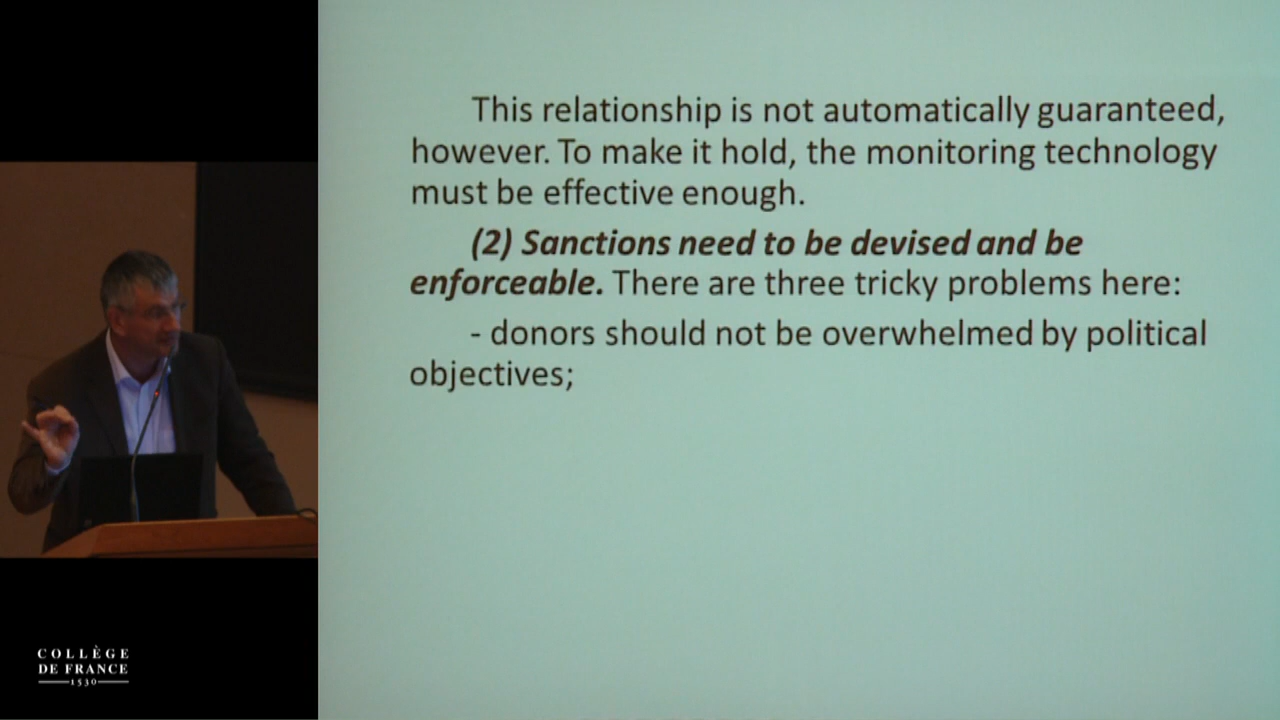 This relationship is not automatically guaranteed,
however. To make it hold, the monitoring technology
must be effective enough.
(2) Sanctions need to be devised and be
enforceable. There are three tricky problems here:
- donors should not be overwhelmed by political
objectives;
COLLÈGE
DE FRANCE
1530